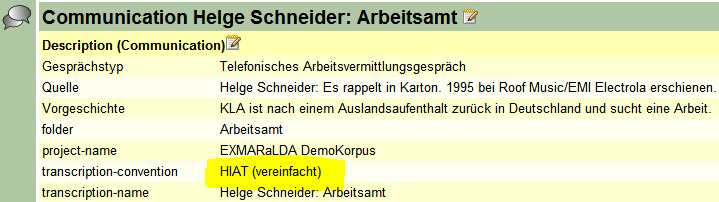 Communication Helge Schneider: Arbeitsamt
Description (Communication)
Gesprächstyp Telefonisches Arbeitsvermittlungsgespräch
Quelle Helge Schneider: Es rappelt in Karton. 1995 bei Roof Music/EMI Electrola erschienen.
Vorgeschichte KLA ist nach einem Auslandsaufenthalt zurück in Deutschland und sucht eine Arbeit.
folder Arbeitsamt
project-name EXMARaLDA DemoKorpus
transcription-convention HIAT (vereinfacht)
transcription-name Helge Schneider: Arbeitsamt